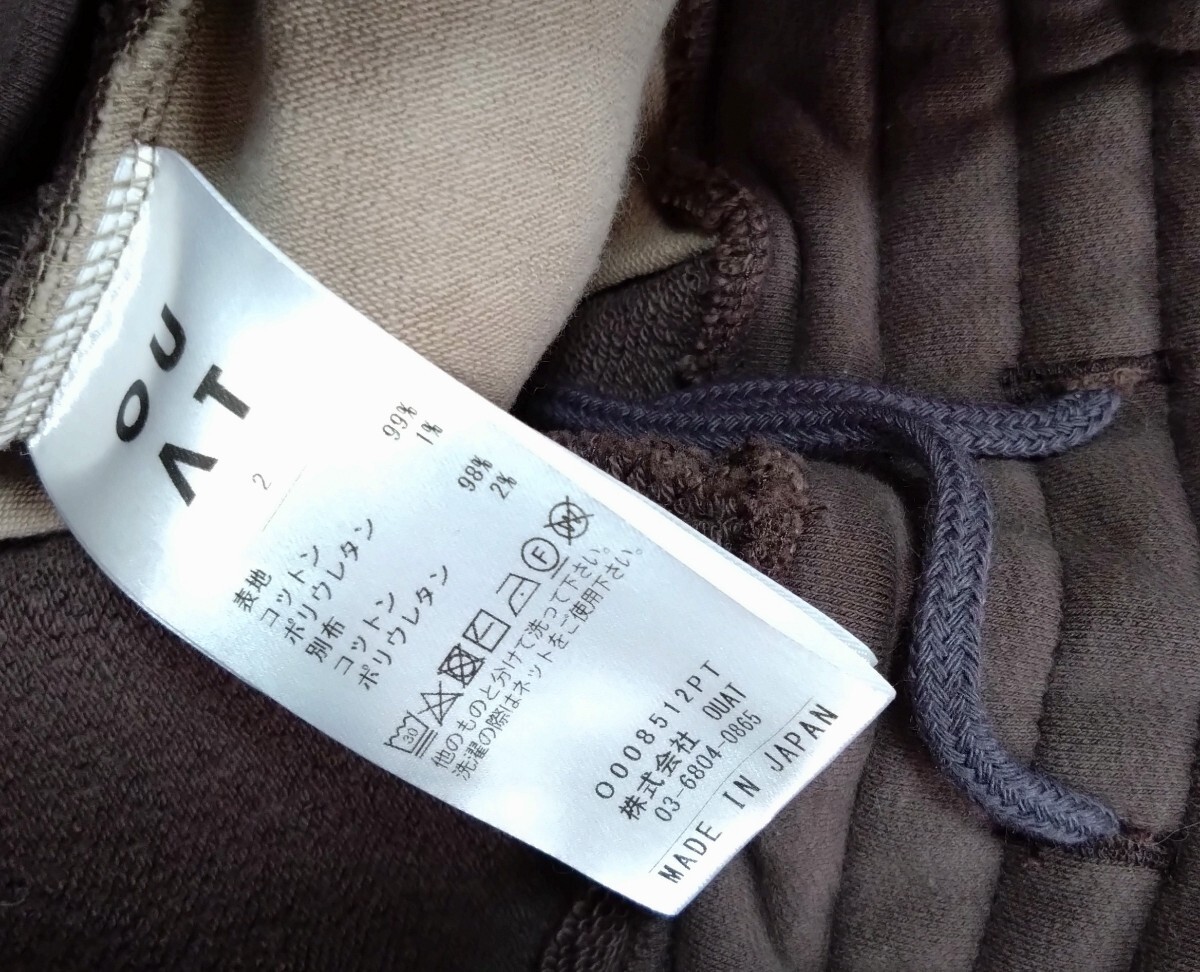 OU
AT
2
表地
コットン 99%
ポリウレタン 1%
別布
コットン 98%
ポリウレタン 2%
30 F W
他のものと分けて洗って下さい。
洗濯の際はネットをご使用下さい。
0008512PT
株式会社 OUAT
03-6804-0865
MADE IN JAPAN